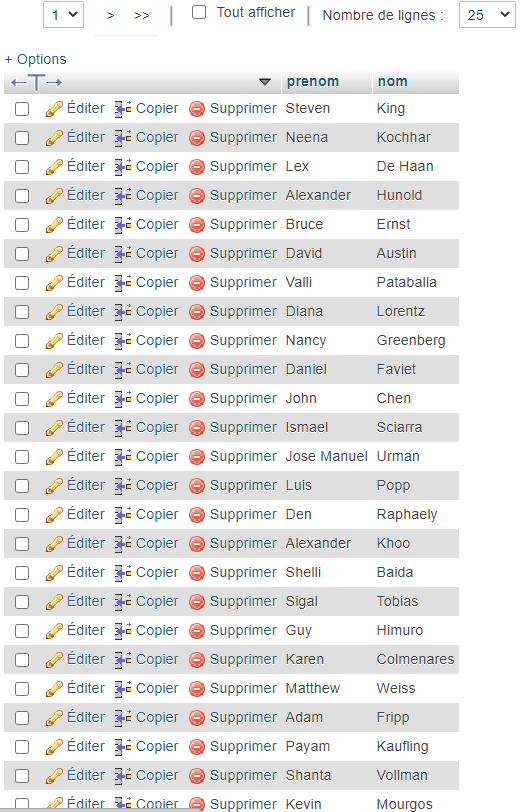 1 > >> | Tout afficher | Nombre de lignes : 25
+ Options
←T→ prenom nom
Éditer Copier Supprimer Steven King
Éditer Copier Supprimer Neena Kochhar
Éditer Copier Supprimer Lex De Haan
Éditer Copier Supprimer Alexander Hunold
Éditer Copier Supprimer Bruce Ernst
Éditer Copier Supprimer David Austin
Éditer Copier Supprimer Valli Pataballa
Éditer Copier Supprimer Diana Lorentz
Éditer Copier Supprimer Nancy Greenberg
Éditer Copier Supprimer Daniel Faviet
Éditer Copier Supprimer John Chen
Éditer Copier Supprimer Ismael Sciarra
Éditer Copier Supprimer Jose Manuel Urman
Éditer Copier Supprimer Luis Popp
Éditer Copier Supprimer Den Raphaely
Éditer Copier Supprimer Alexander Khoo
Éditer Copier Supprimer Shelli Baida
Éditer Copier Supprimer Sigal Tobias
Éditer Copier Supprimer Guy Himuro
Éditer Copier Supprimer Karen Colmenares
Éditer Copier Supprimer Matthew Weiss
Éditer Copier Supprimer Adam Fripp
Éditer Copier Supprimer Payam Kaufling
Éditer Copier Supprimer Shanta Vollman
Éditer Copier Supprimer Kevin Mourgos